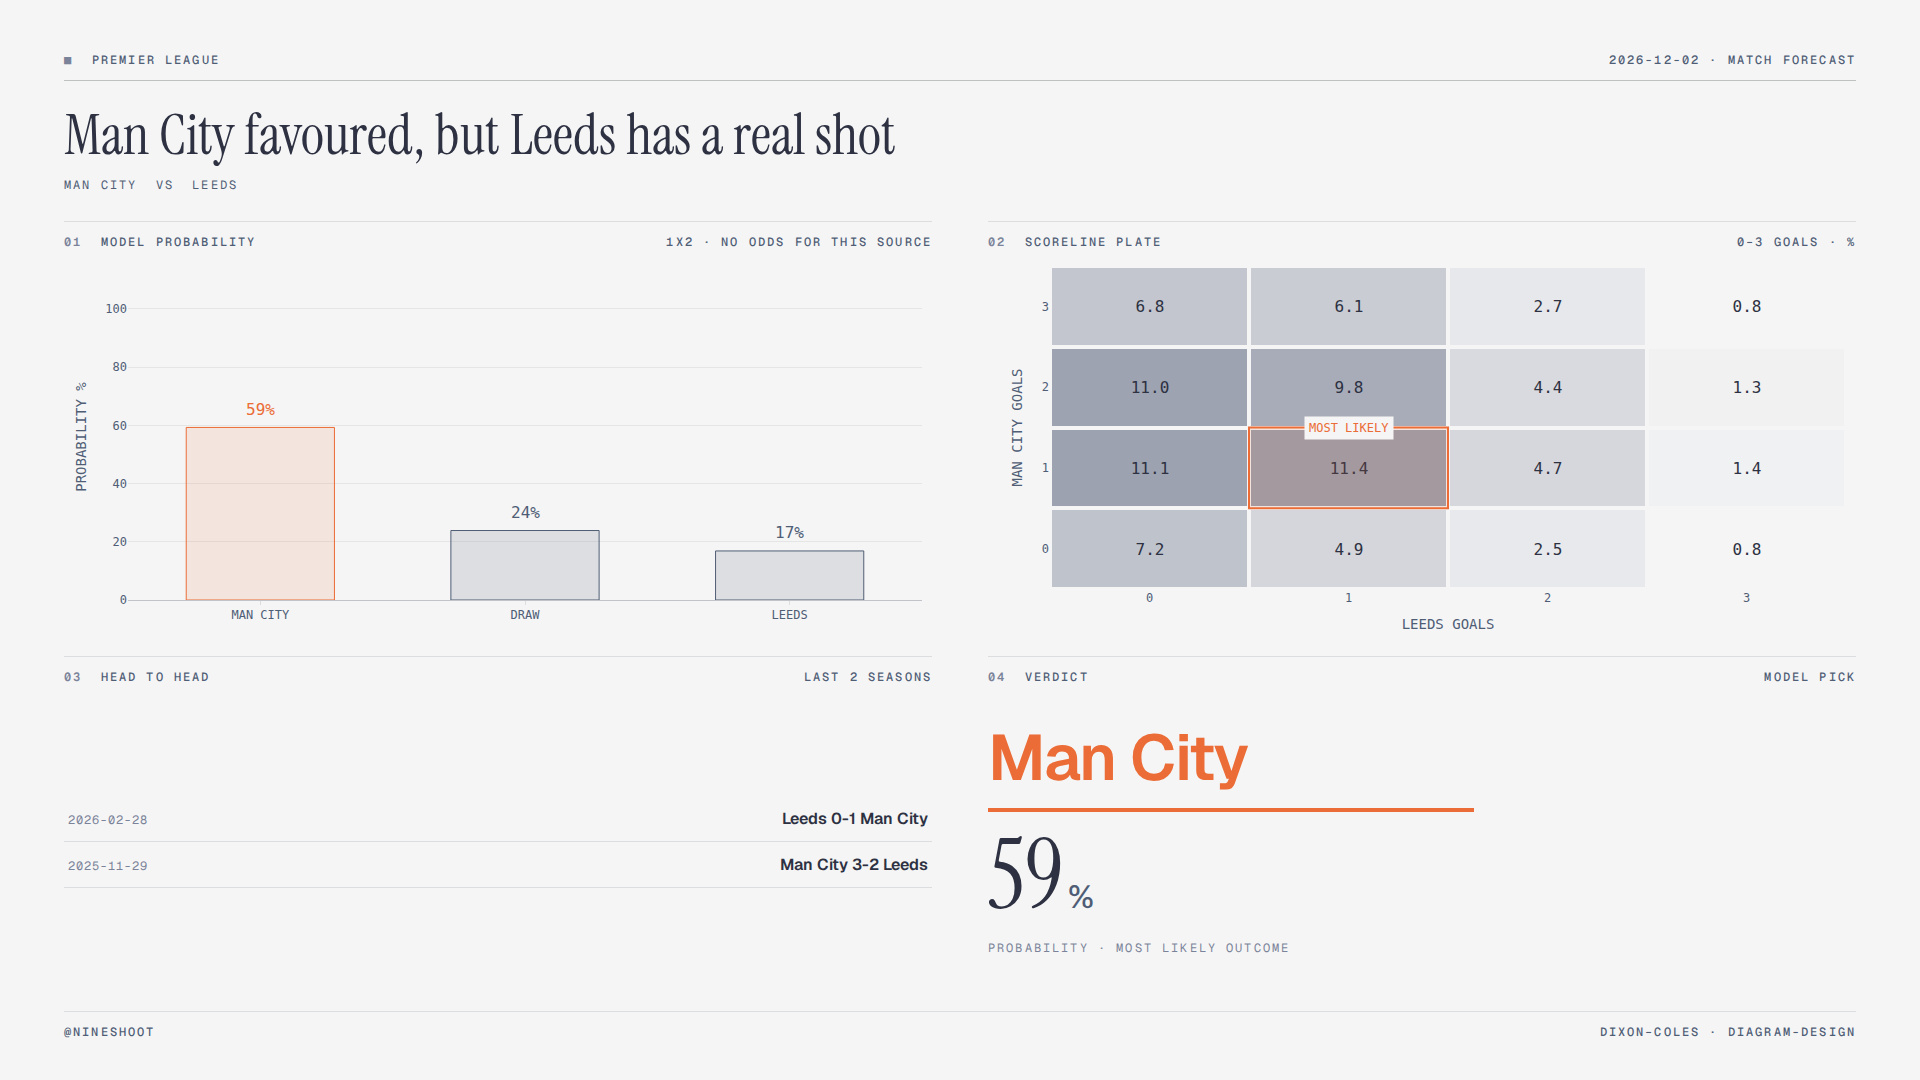 ■ PREMIER LEAGUE
2026-12-02 · MATCH FORECAST
Man City favoured, but Leeds has a real shot
MAN CITY VS LEEDS
01 MODEL PROBABILITY
1X2 · NO ODDS FOR THIS SOURCE
PROBABILITY %
100
80
60
40
20
0
59%
24%
17%
MAN CITY DRAW LEEDS
02 SCORELINE PLATE
0–3 GOALS · %
MAN CITY GOALS
3 6.8 6.1 2.7 0.8
2 11.0 9.8 4.4 1.3
MOST LIKELY
1 11.1 11.4 4.7 1.4
0 7.2 4.9 2.5 0.8
0 1 2 3
LEEDS GOALS
03 HEAD TO HEAD
LAST 2 SEASONS
2026-02-28 Leeds 0-1 Man City
2025-11-29 Man City 3-2 Leeds
04 VERDICT
MODEL PICK
Man City
59 %
PROBABILITY · MOST LIKELY OUTCOME
@NINESHOOT
DIXON–COLES · DIAGRAM-DESIGN